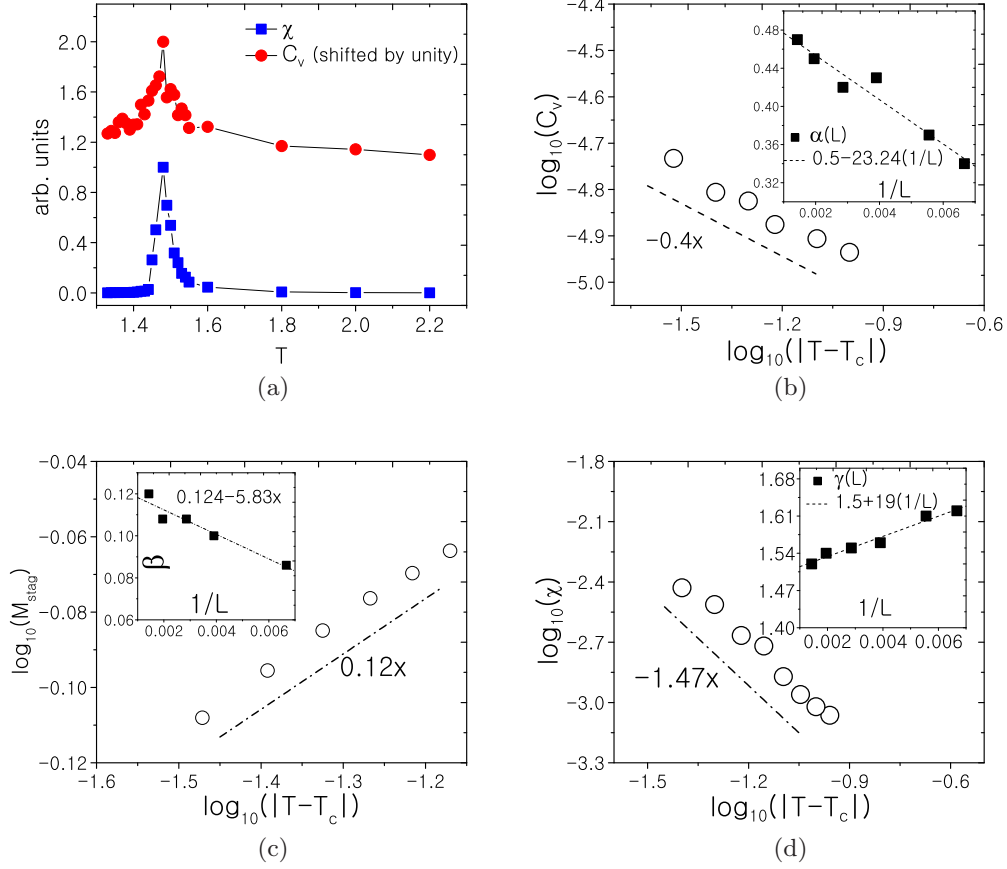 χ
C_v (shifted by unity)
arb. units
2.0
1.6
1.2
0.8
0.4
0.0
1.4
1.6
1.8
2.0
2.2
T
(a)
log₁₀(C_v)
−4.4
−4.5
−4.6
−4.7
−4.8
−4.9
−5.0
−1.5
−1.2
−0.9
−0.6
log₁₀(|T−T_c|)
−0.4x
0.48
0.44
0.40
0.36
0.32
α(L)
0.5−23.24(1/L)
1/L
0.002
0.004
0.006
(b)
log₁₀(M_stag)
−0.04
−0.06
−0.08
−0.10
−0.12
−1.6
−1.5
−1.4
−1.3
−1.2
log₁₀(|T−T_c|)
0.12x
β
0.12
0.10
0.08
0.06
0.124−5.83x
1/L
0.002
0.004
0.006
(c)
log₁₀(χ)
−1.8
−2.1
−2.4
−2.7
−3.0
−3.3
−1.5
−1.2
−0.9
−0.6
log₁₀(|T−T_c|)
−1.47x
1.68
1.61
1.54
1.47
1.40
γ(L)
1.5+19(1/L)
1/L
0.000
0.002
0.004
0.006
(d)